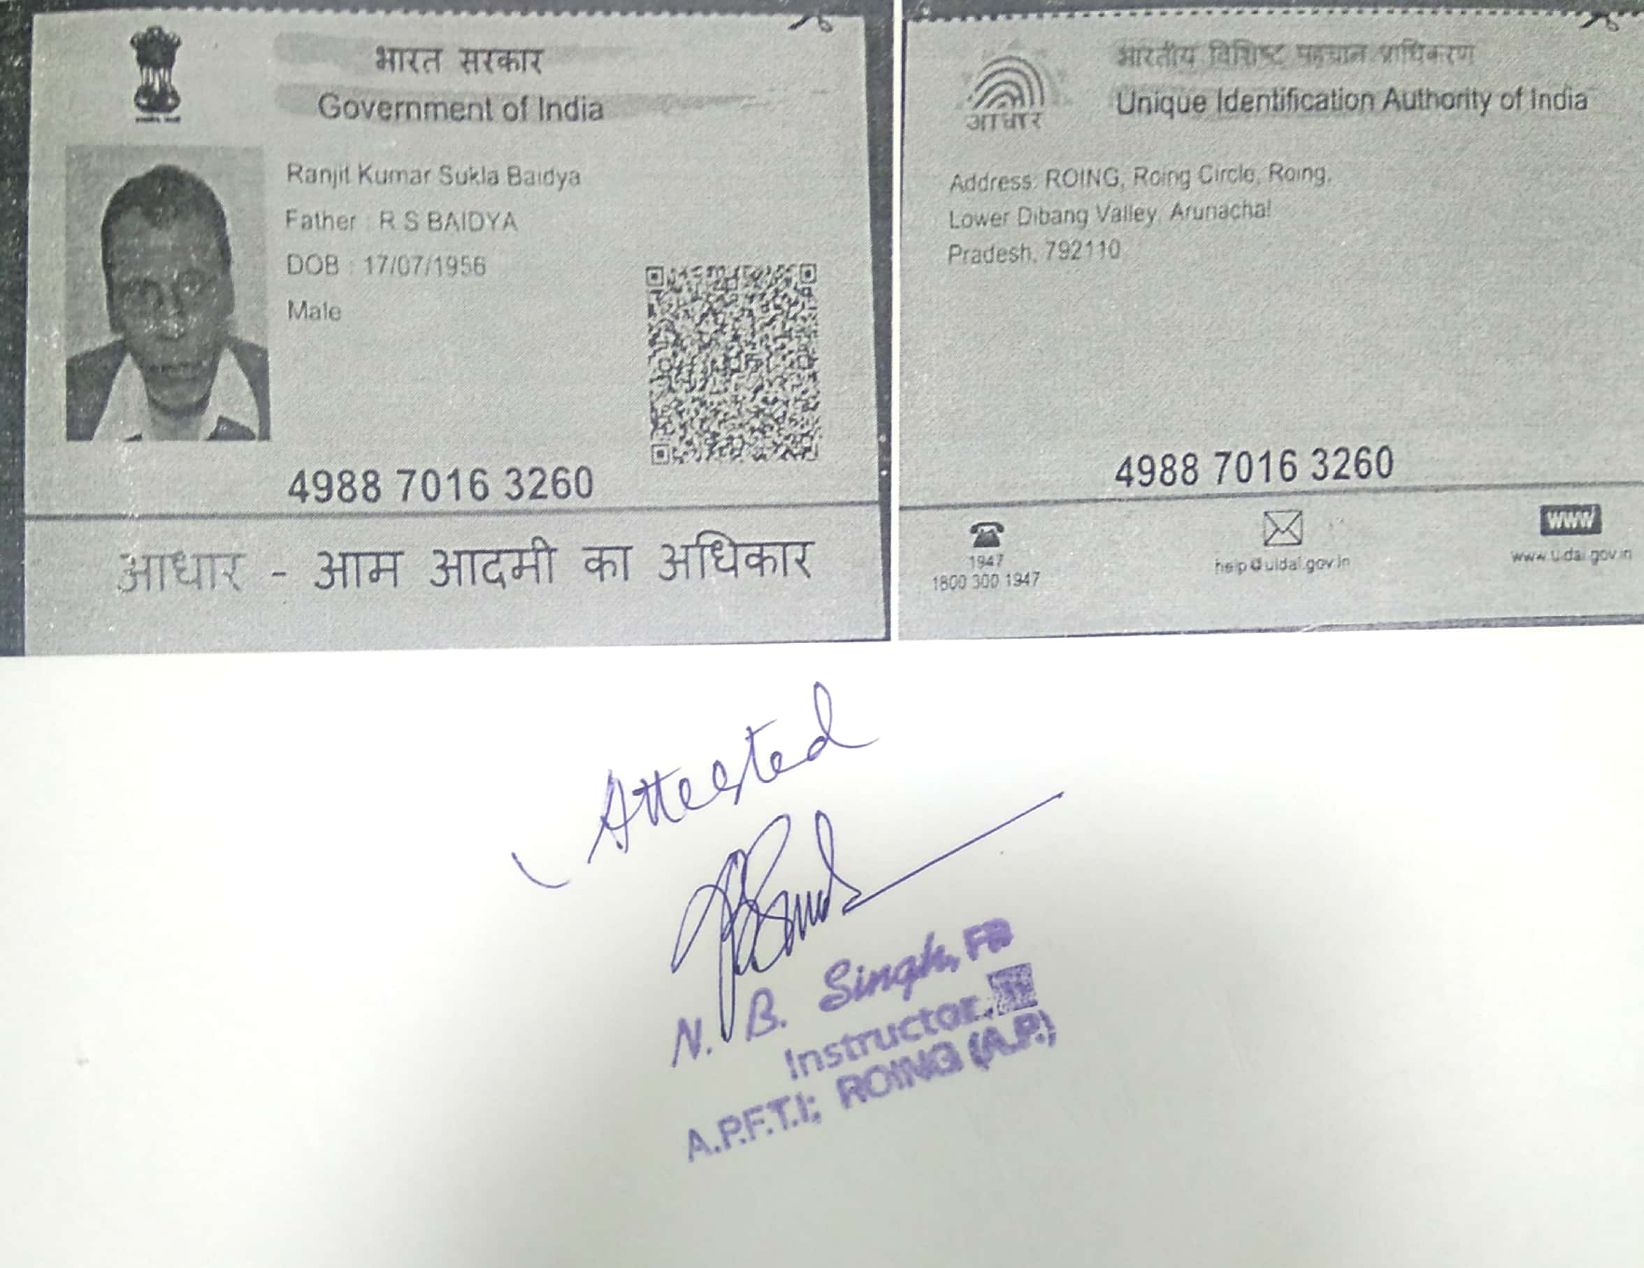 भारत सरकार
Government of India
Ranjit Kumar Sukla Baidya
Father : R S BAIDYA
DOB : 17/07/1956
Male
4988 7016 3260
आधार - आम आदमी का अधिकार
भारतीय विशिष्ट पहचान प्राधिकरण
Unique Identification Authority of India
आधार
Address: ROING, Roing Circle, Roing,
Lower Dibang Valley, Arunachal
Pradesh, 792110
4988 7016 3260
1947
1800 300 1947
help@uidai.gov.in
WWW
www.uidai.gov.in
Attested
N. B. Singh, FR
Instructor,
A.P.F.T.I; ROING (A.P.)